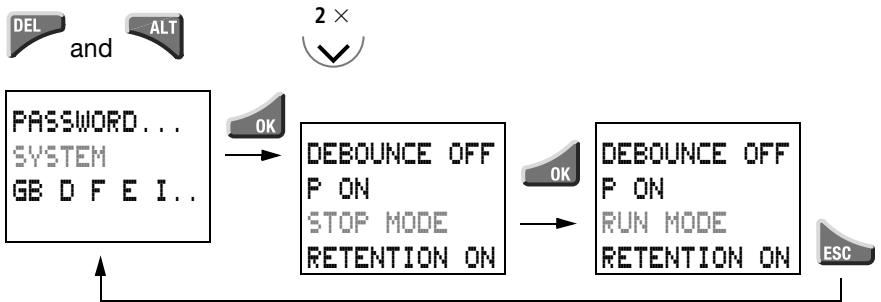 DEL and ALT
2 ×
PASSWORD...
SYSTEM
GB D F E I..
OK
DEBOUNCE OFF
P ON
STOP MODE
RETENTION ON
OK
DEBOUNCE OFF
P ON
RUN MODE
RETENTION ON
ESC